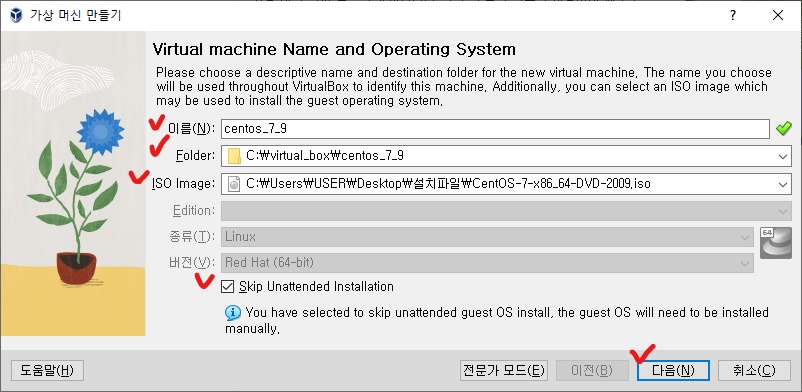 가상 머신 만들기
Virtual machine Name and Operating System
Please choose a descriptive name and destination folder for the new virtual machine. The name you choose
will be used throughout VirtualBox to identify this machine. Additionally, you can select an ISO image which
may be used to install the guest operating system.
이름(N): centos_7_9
Folder: C:₩virtual_box₩centos_7_9
ISO Image: C:₩Users₩USER₩Desktop₩설치파일₩CentOS-7-x86_64-DVD-2009.iso
Edition:
종류(T): Linux 64
버전(V): Red Hat (64-bit)
Skip Unattended Installation
You have selected to skip unattended guest OS install, the guest OS will need to be installed
manually.
도움말(H) 전문가 모드(E) 이전(B) 다음(N) 취소(C)